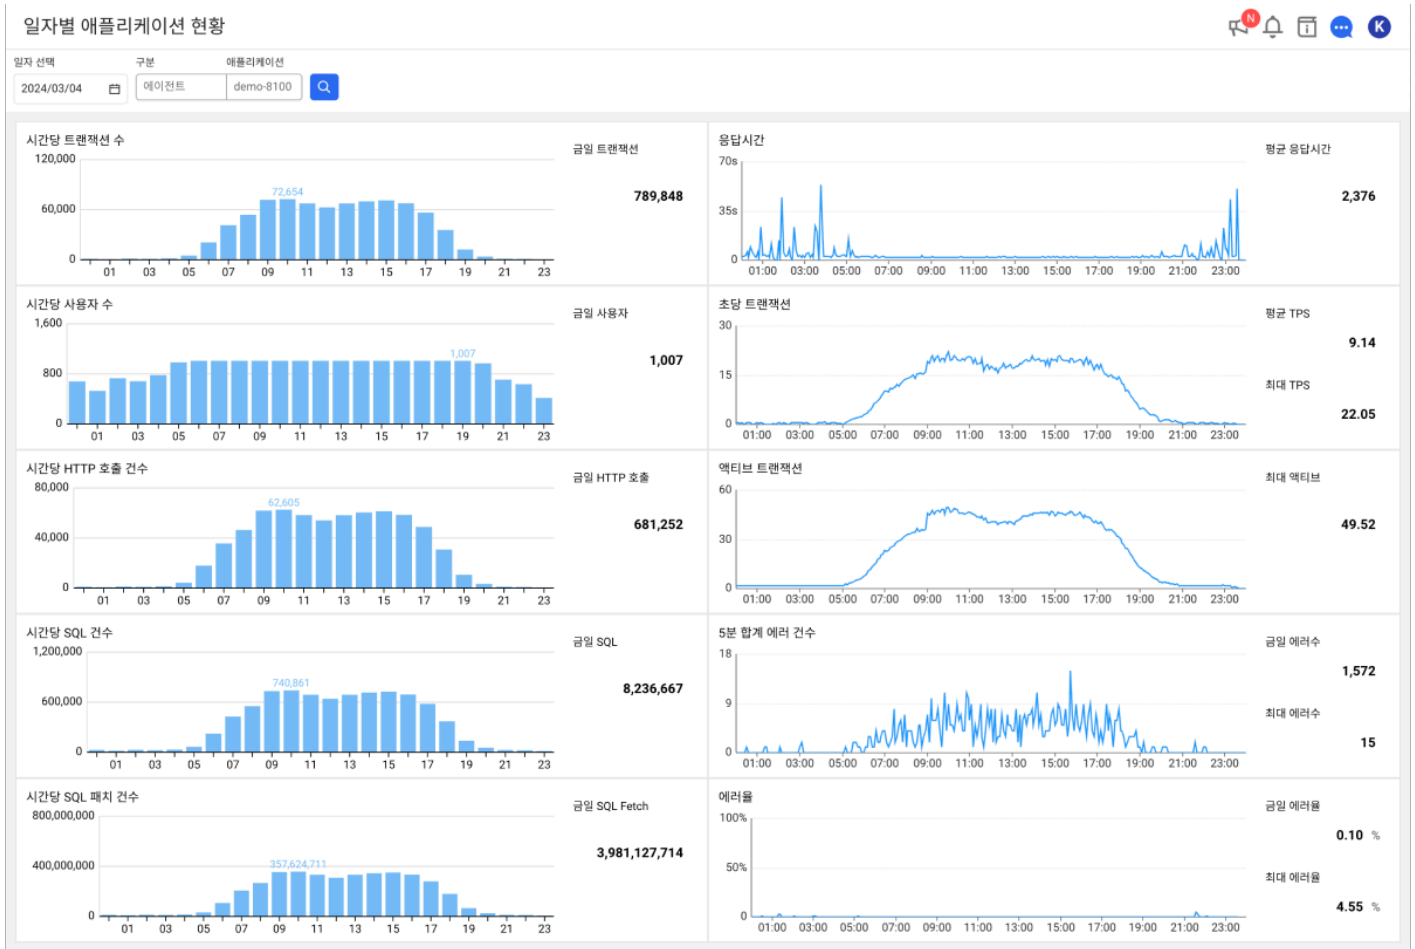 일자별 애플리케이션 현황
N
K
일자 선택 구분 애플리케이션
2024/03/04 에이전트 demo-8100
시간당 트랜잭션 수
120,000
60,000
0
72,654
01 03 05 07 09 11 13 15 17 19 21 23
금일 트랜잭션
789,848
응답시간
70s
35s
0
01:00 03:00 05:00 07:00 09:00 11:00 13:00 15:00 17:00 19:00 21:00 23:00
평균 응답시간
2,376
시간당 사용자 수
1,600
800
0
1,007
01 03 05 07 09 11 13 15 17 19 21 23
금일 사용자
1,007
초당 트랜잭션
30
15
0
01:00 03:00 05:00 07:00 09:00 11:00 13:00 15:00 17:00 19:00 21:00 23:00
평균 TPS
9.14
최대 TPS
22.05
시간당 HTTP 호출 건수
80,000
40,000
0
62,605
01 03 05 07 09 11 13 15 17 19 21 23
금일 HTTP 호출
681,252
액티브 트랜잭션
60
30
0
01:00 03:00 05:00 07:00 09:00 11:00 13:00 15:00 17:00 19:00 21:00 23:00
최대 액티브
49.52
시간당 SQL 건수
1,200,000
600,000
0
740,861
01 03 05 07 09 11 13 15 17 19 21 23
금일 SQL
8,236,667
5분 합계 에러 건수
18
9
0
01:00 03:00 05:00 07:00 09:00 11:00 13:00 15:00 17:00 19:00 21:00 23:00
금일 에러수
1,572
최대 에러수
15
시간당 SQL 패치 건수
800,000,000
400,000,000
0
357,624,711
01 03 05 07 09 11 13 15 17 19 21 23
금일 SQL Fetch
3,981,127,714
에러율
100%
50%
0
01:00 03:00 05:00 07:00 09:00 11:00 13:00 15:00 17:00 19:00 21:00 23:00
금일 에러율
0.10 %
최대 에러율
4.55 %